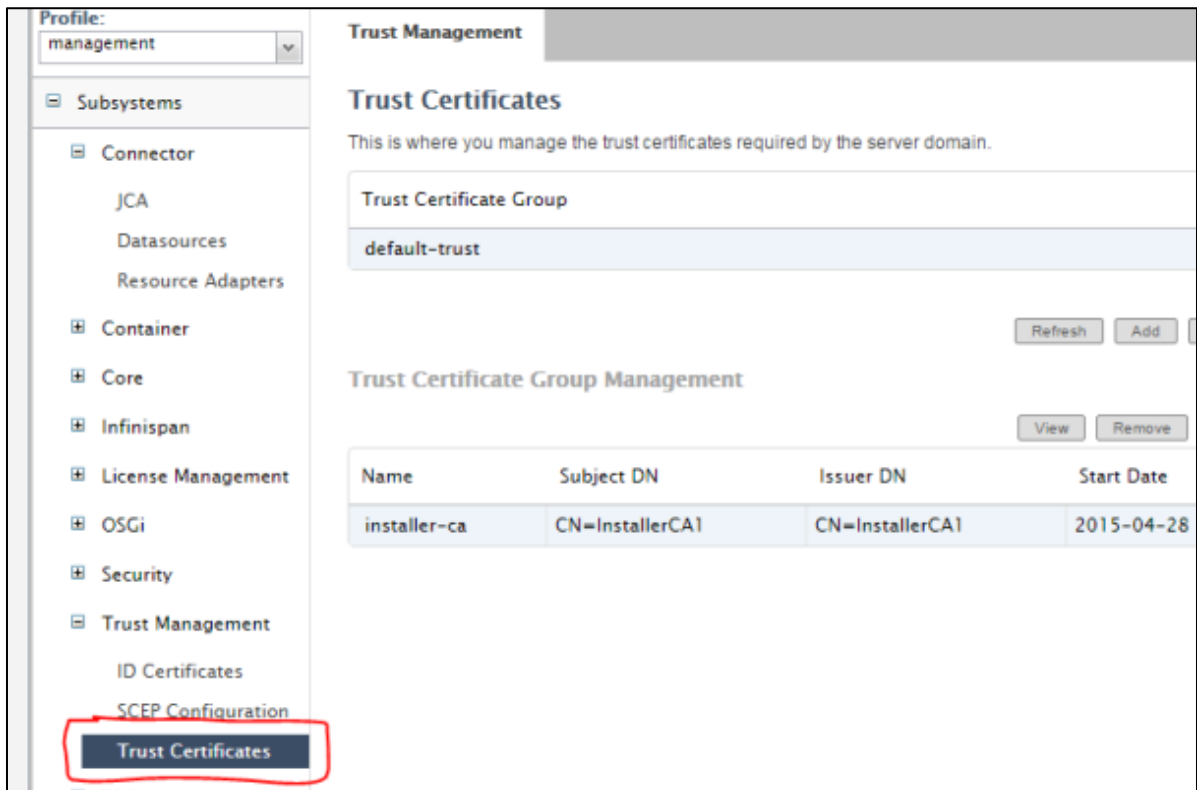 Profile:
management
Subsystems
Connector
JCA
Datasources
Resource Adapters
Container
Core
Infinispan
License Management
OSGi
Security
Trust Management
ID Certificates
SCEP Configuration
Trust Certificates
Trust Management
Trust Certificates
This is where you manage the trust certificates required by the server domain.
Trust Certificate Group
default-trust
Refresh Add
Trust Certificate Group Management
View Remove
Name Subject DN Issuer DN Start Date
installer-ca CN=InstallerCA1 CN=InstallerCA1 2015-04-28